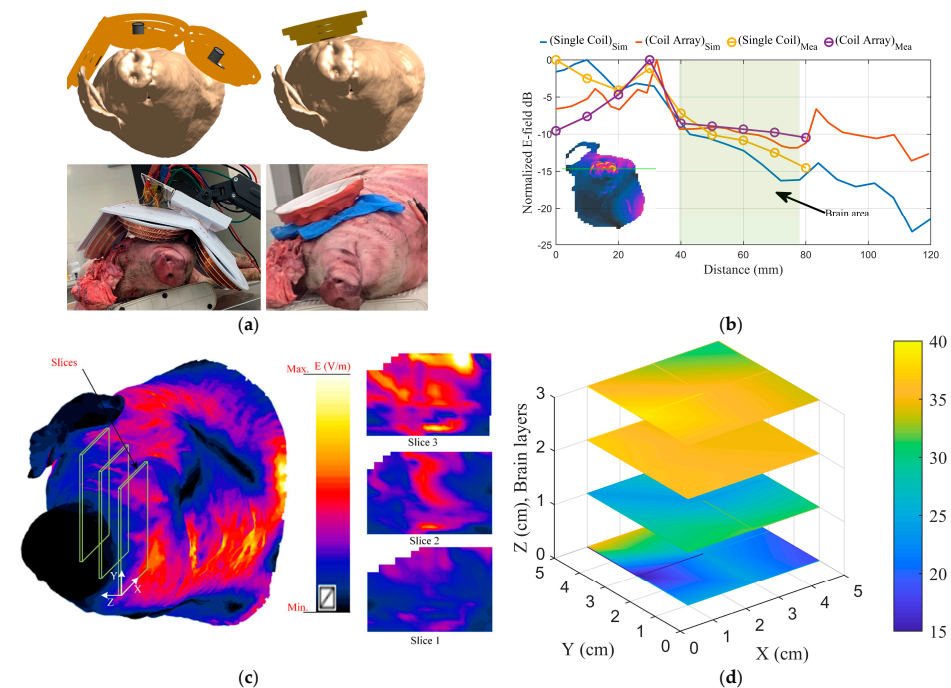 (Single Coil)Sim (Coil Array)Sim (Single Coil)Mea (Coil Array)Mea
0
-5
-10
-15
-20
-25
Normalized E-field dB
Brain area
0 20 40 60 80 100 120
Distance (mm)
(a)
(b)
Slices
Max. E (V/m)
Min. 0
Y
X
Z
Slice 3
Slice 2
Slice 1
3
2
1
0
Z (cm), Brain layers
5
4
3
2
1
0
Y (cm)
0
1
2
3
4
5
X (cm)
40
35
30
25
20
15
(c)
(d)